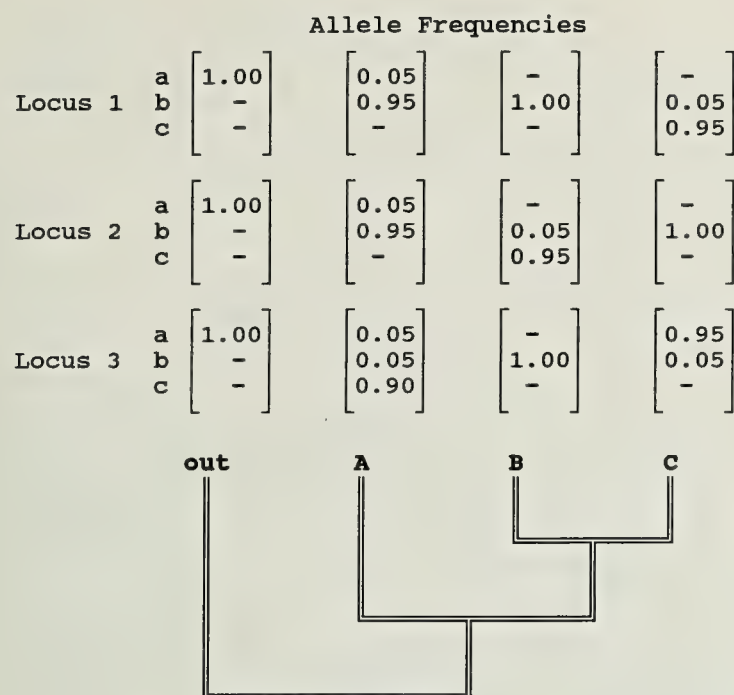 Allele Frequencies
a 1.00 0.05 - -
Locus 1 b - 0.95 1.00 0.05
c - - - 0.95
a 1.00 0.05 - -
Locus 2 b - 0.95 0.05 1.00
c - - 0.95 -
a 1.00 0.05 - 0.95
Locus 3 b - 0.05 1.00 0.05
c - 0.90 - -
out A B C